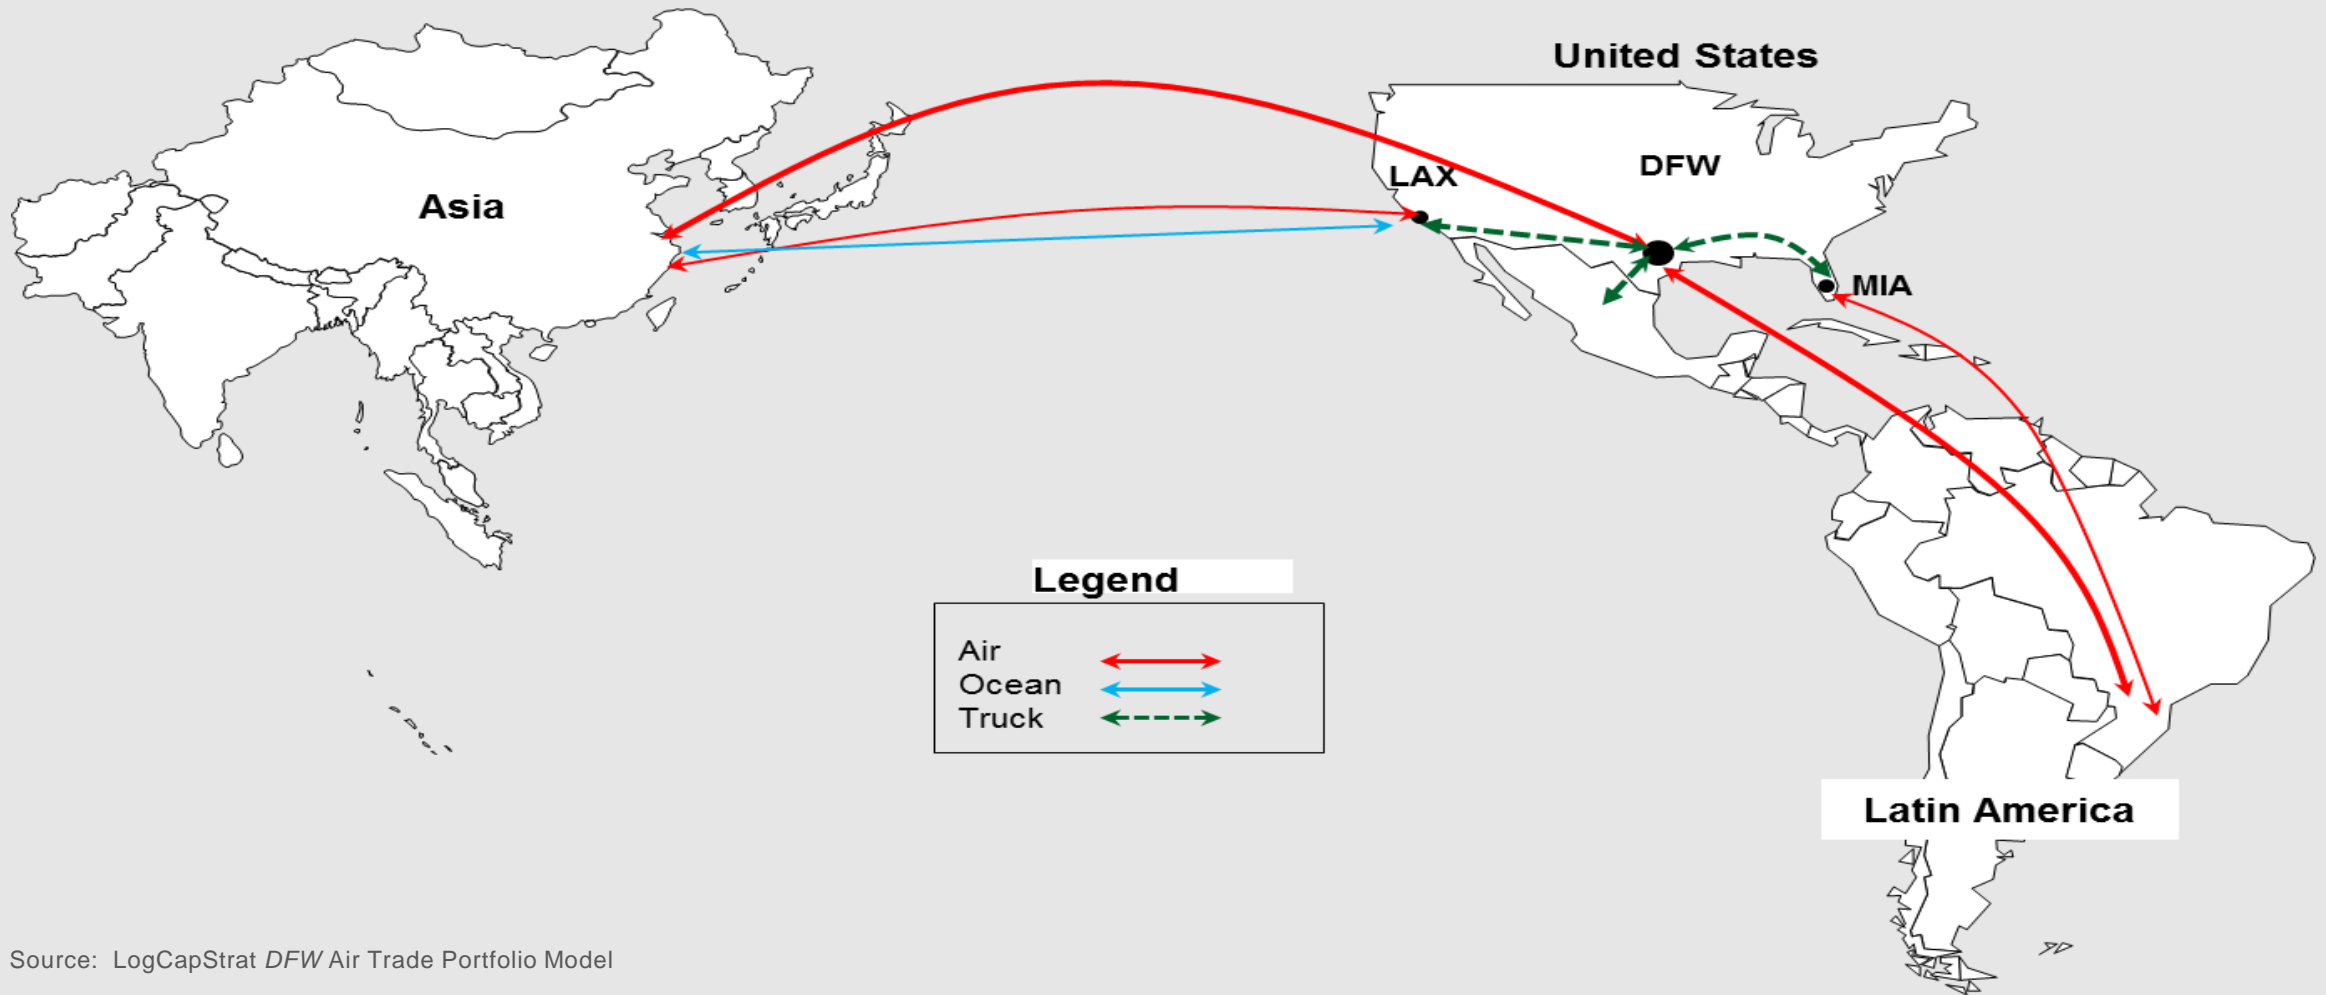 United States
DFW
LAX
Asia
MIA
Legend
Air
Ocean
Truck
Latin America
Source: LogCapStrat DFW Air Trade Portfolio Model